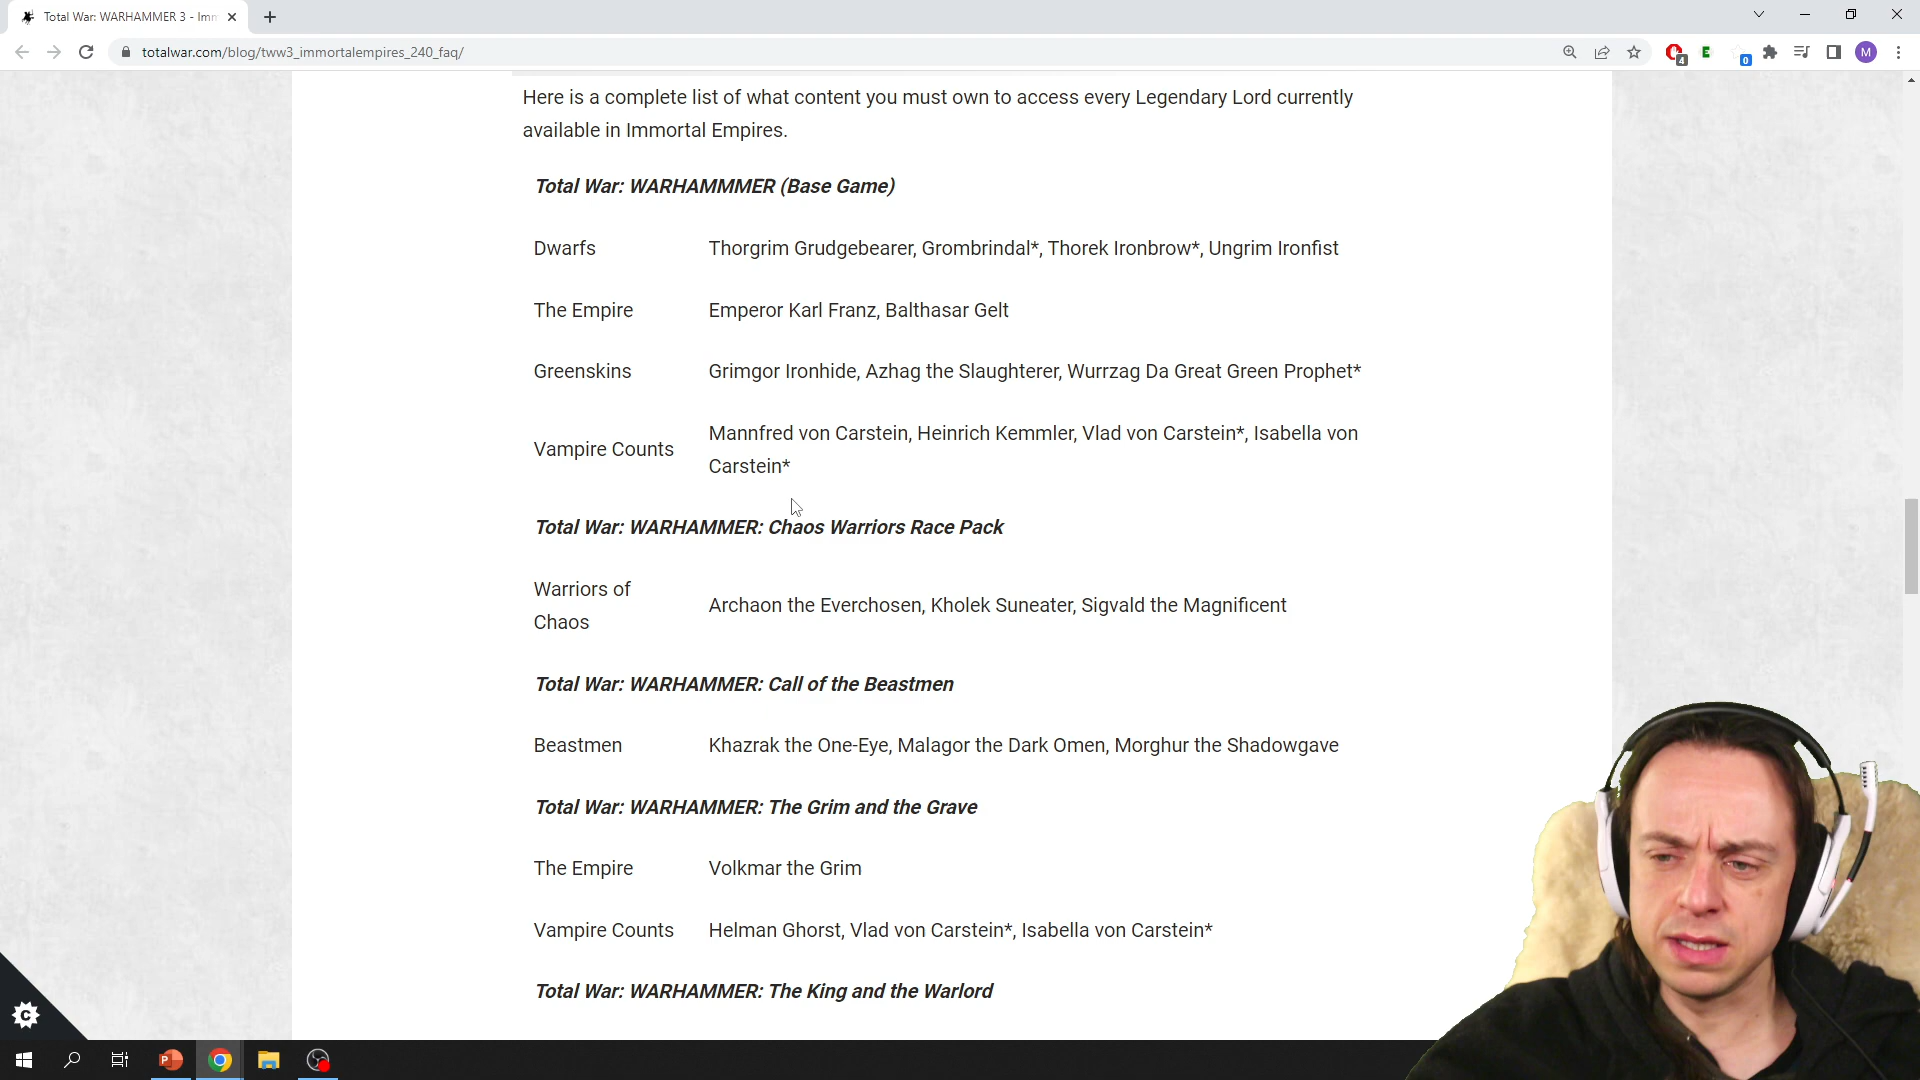 Total War: WARHAMMER 3 - Imm
totalwar.com/blog/tww3_immortalempires_240_faq/
4
E
0
M
Here is a complete list of what content you must own to access every Legendary Lord currently
available in Immortal Empires.
Total War: WARHAMMMER (Base Game)
Dwarfs Thorgrim Grudgebearer, Grombrindal*, Thorek Ironbrow*, Ungrim Ironfist
The Empire Emperor Karl Franz, Balthasar Gelt
Greenskins Grimgor Ironhide, Azhag the Slaughterer, Wurrzag Da Great Green Prophet*
Vampire Counts Mannfred von Carstein, Heinrich Kemmler, Vlad von Carstein*, Isabella von
Carstein*
Total War: WARHAMMER: Chaos Warriors Race Pack
Warriors of
Chaos
Archaon the Everchosen, Kholek Suneater, Sigvald the Magnificent
Total War: WARHAMMER: Call of the Beastmen
Beastmen Khazrak the One-Eye, Malagor the Dark Omen, Morghur the Shadowgave
Total War: WARHAMMER: The Grim and the Grave
The Empire Volkmar the Grim
Vampire Counts Helman Ghorst, Vlad von Carstein*, Isabella von Carstein*
Total War: WARHAMMER: The King and the Warlord
C
P